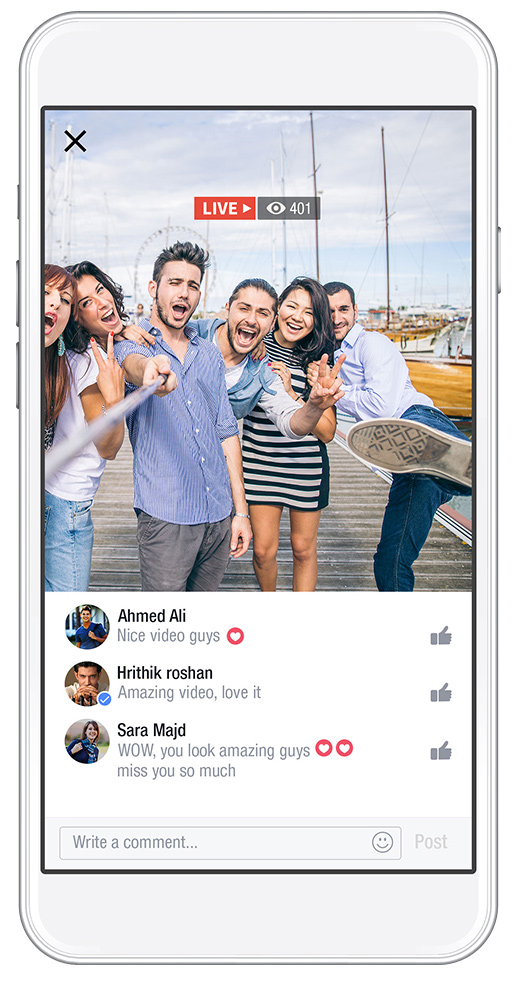 LIVE 401
Ahmed Ali
Nice video guys
Hrithik roshan
Amazing video, love it
Sara Majd
WOW, you look amazing guys
miss you so much
Write a comment...
Post